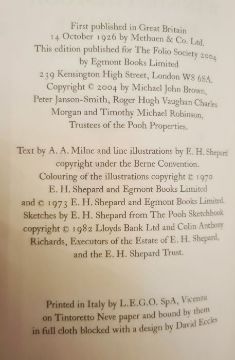 First published in Great Britain
14 October 1926 by Methuen & Co. Ltd.
This edition published for The Folio Society 2004
by Egmont Books Limited
239 Kensington High Street, London W8 6SA.
Copyright © 2004 by Michael John Brown,
Peter Janson-Smith, Roger Hugh Vaughan Charles
Morgan and Timothy Michael Robinson,
Trustees of the Pooh Properties.
Text by A. A. Milne and line illustrations by E. H. Shepard
copyright under the Berne Convention.
Colouring of the illustrations copyright © 1970
E. H. Shepard and Egmont Books Limited
and © 1973 E. H. Shepard and Egmont Books Limited.
Sketches by E. H. Shepard from The Pooh Sketchbook
copyright © 1982 Lloyds Bank Ltd and Colin Anthony
Richards, Executors of the Estate of E. H. Shepard,
and the E. H. Shepard Trust.
Printed in Italy by L.E.G.O. SpA, Vicenza
on Tintoretto Neve paper and bound by them
in full cloth blocked with a design by David Eccles